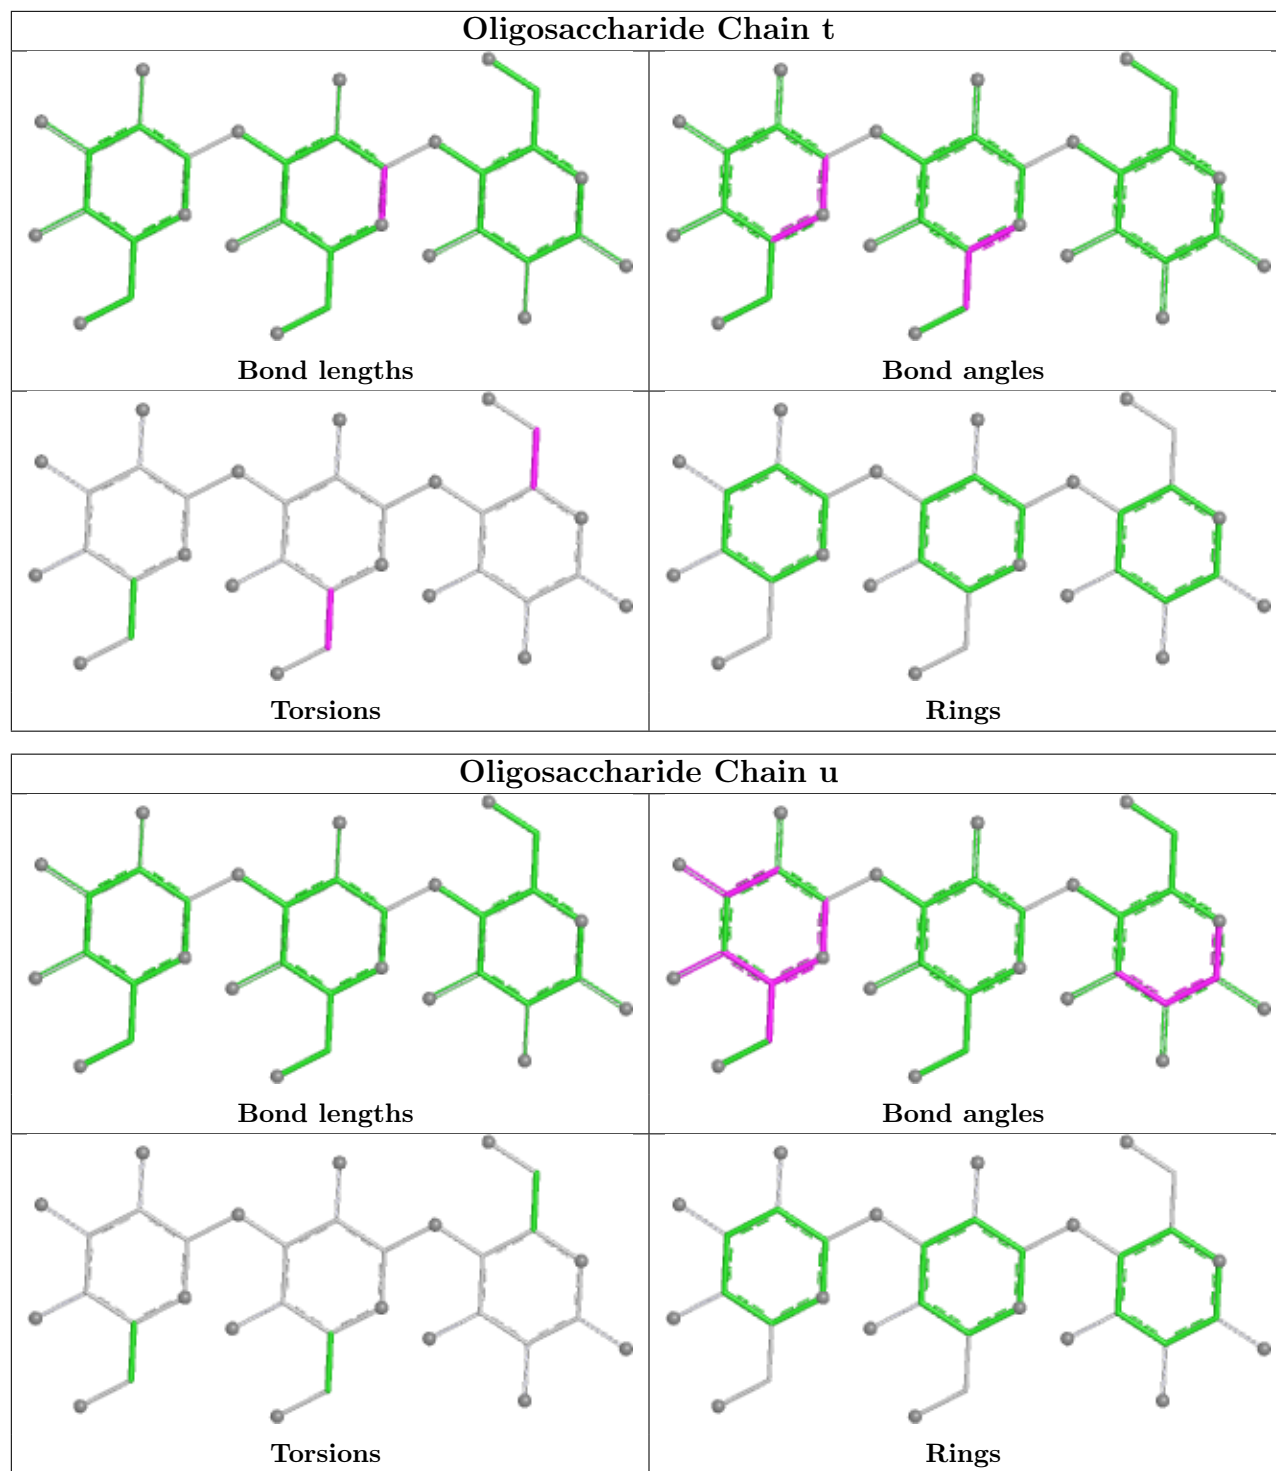 Oligosaccharide Chain t
Bond lengths
Bond angles
Torsions
Rings
Oligosaccharide Chain u
Bond lengths
Bond angles
Torsions
Rings